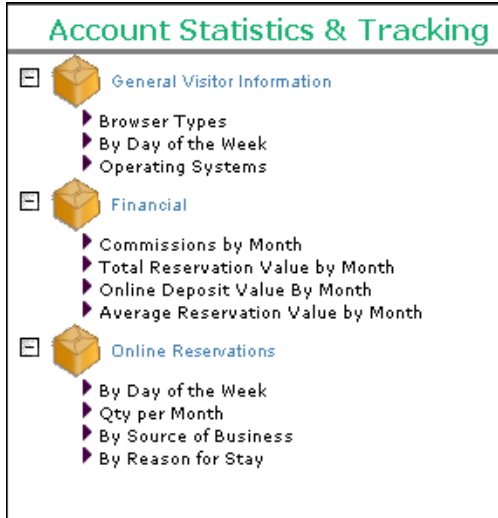 Account Statistics & Tracking
General Visitor Information
Browser Types
By Day of the Week
Operating Systems
Financial
Commissions by Month
Total Reservation Value by Month
Online Deposit Value By Month
Average Reservation Value by Month
Online Reservations
By Day of the Week
Qty per Month
By Source of Business
By Reason for Stay